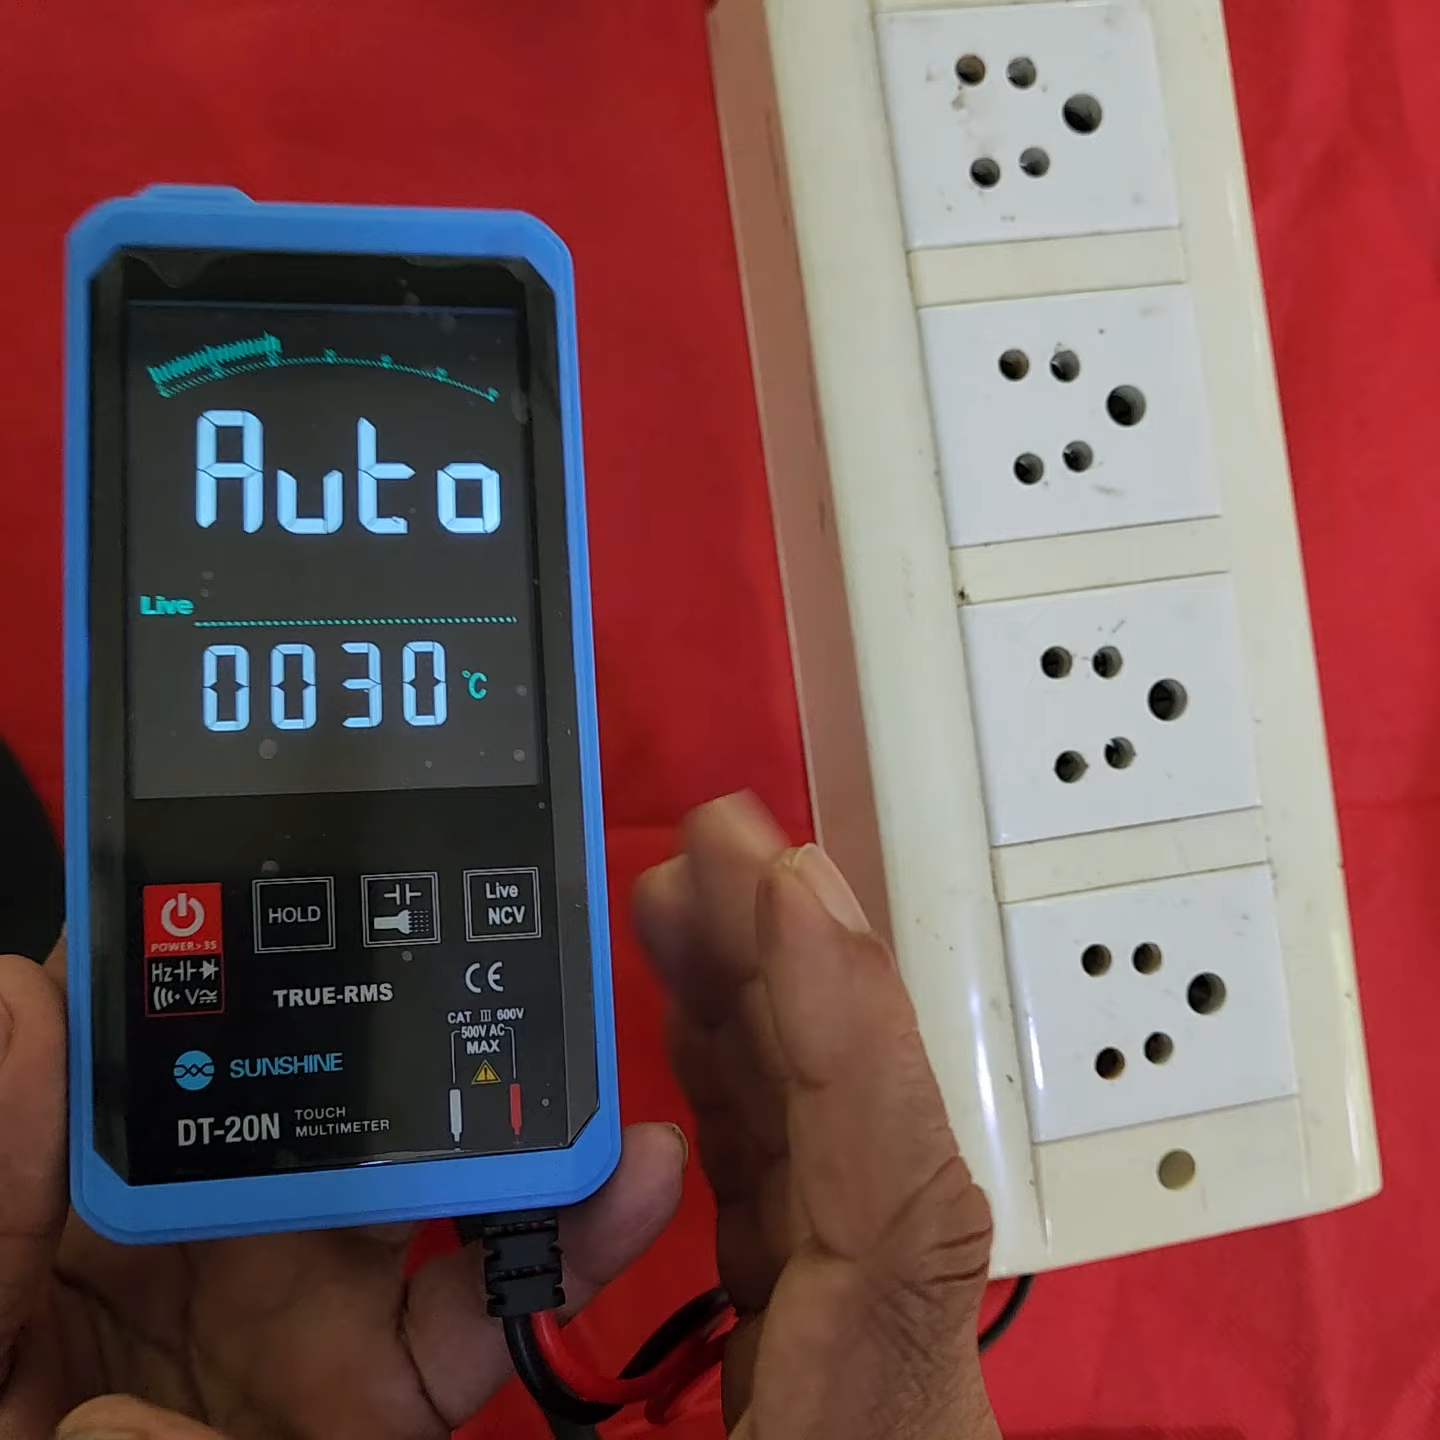 Auto
Live
0030 °C
HOLD
Live
NCV
POWER>3S
Hz
V
TRUE-RMS
CE
CAT III 600V
500V AC
MAX
SUNSHINE
DT-20N TOUCH
MULTIMETER